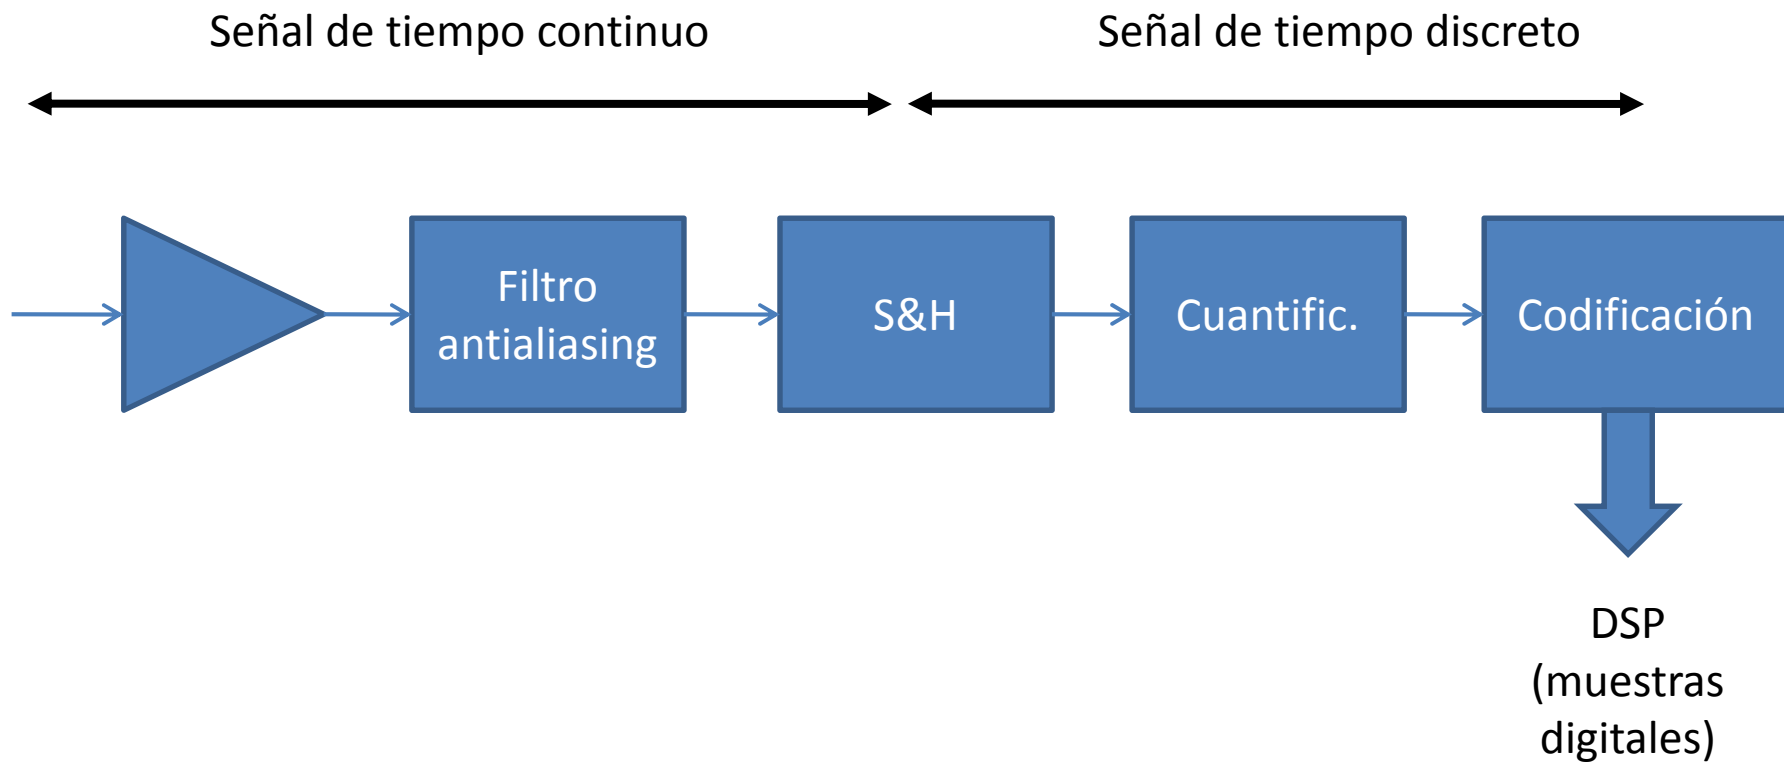 Señal de tiempo continuo
Señal de tiempo discreto
Filtro
antialiasing
S&H
Cuantific.
Codificación
DSP
(muestras
digitales)